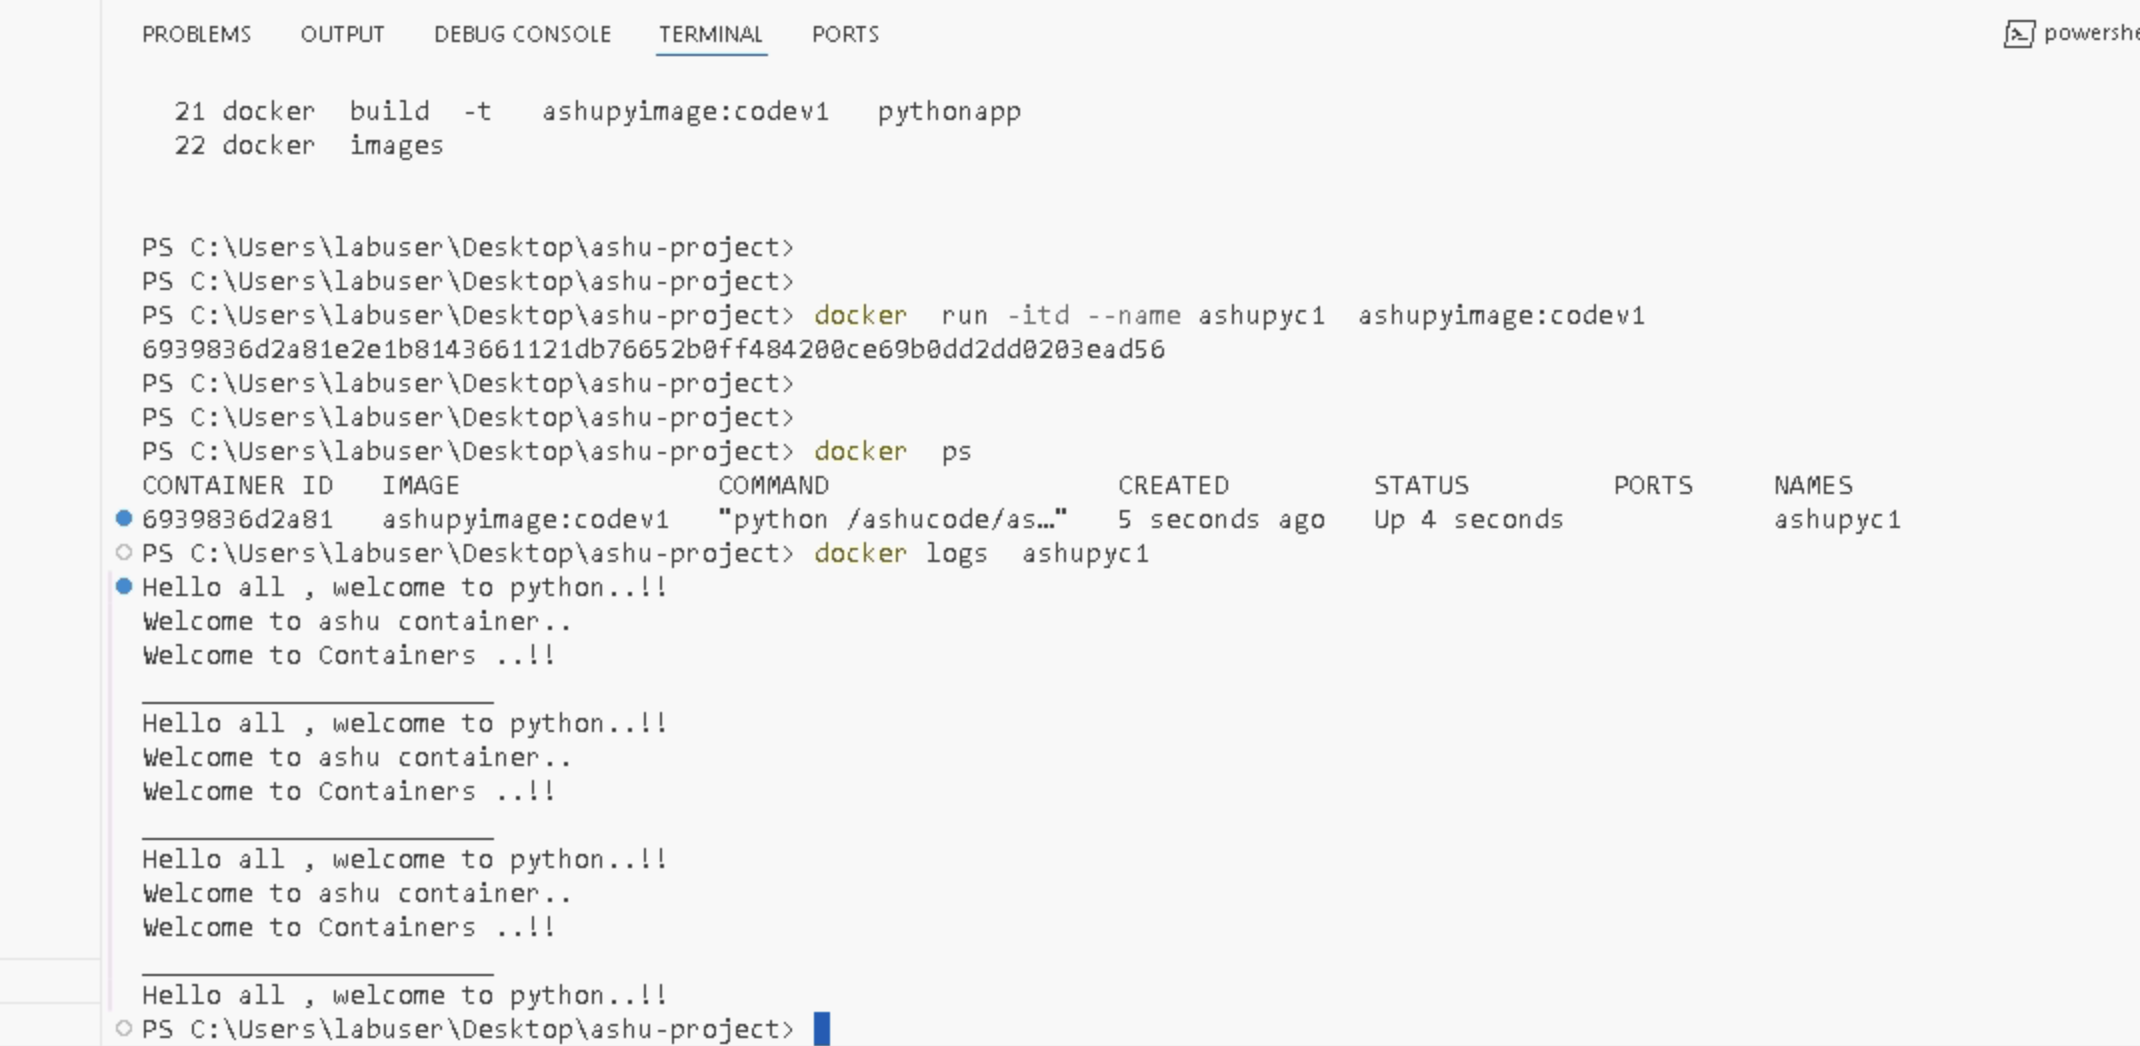 PROBLEMS OUTPUT DEBUG CONSOLE TERMINAL PORTS powershe
21 docker build -t ashupyimage:codev1 pythonapp
22 docker images
PS C:\Users\labuser\Desktop\ashu-project>
PS C:\Users\labuser\Desktop\ashu-project>
PS C:\Users\labuser\Desktop\ashu-project> docker run -itd --name ashupyc1 ashupyimage:codev1
6939836d2a81e2e1b8143661121db76652b0ff484200ce69b0dd2dd0203ead56
PS C:\Users\labuser\Desktop\ashu-project>
PS C:\Users\labuser\Desktop\ashu-project>
PS C:\Users\labuser\Desktop\ashu-project> docker ps
CONTAINER ID IMAGE COMMAND CREATED STATUS PORTS NAMES
6939836d2a81 ashupyimage:codev1 "python /ashucode/as…" 5 seconds ago Up 4 seconds ashupyc1
PS C:\Users\labuser\Desktop\ashu-project> docker logs ashupyc1
Hello all , welcome to python..!!
Welcome to ashu container..
Welcome to Containers ..!!
______________________
Hello all , welcome to python..!!
Welcome to ashu container..
Welcome to Containers ..!!
______________________
Hello all , welcome to python..!!
Welcome to ashu container..
Welcome to Containers ..!!
______________________
Hello all , welcome to python..!!
PS C:\Users\labuser\Desktop\ashu-project>